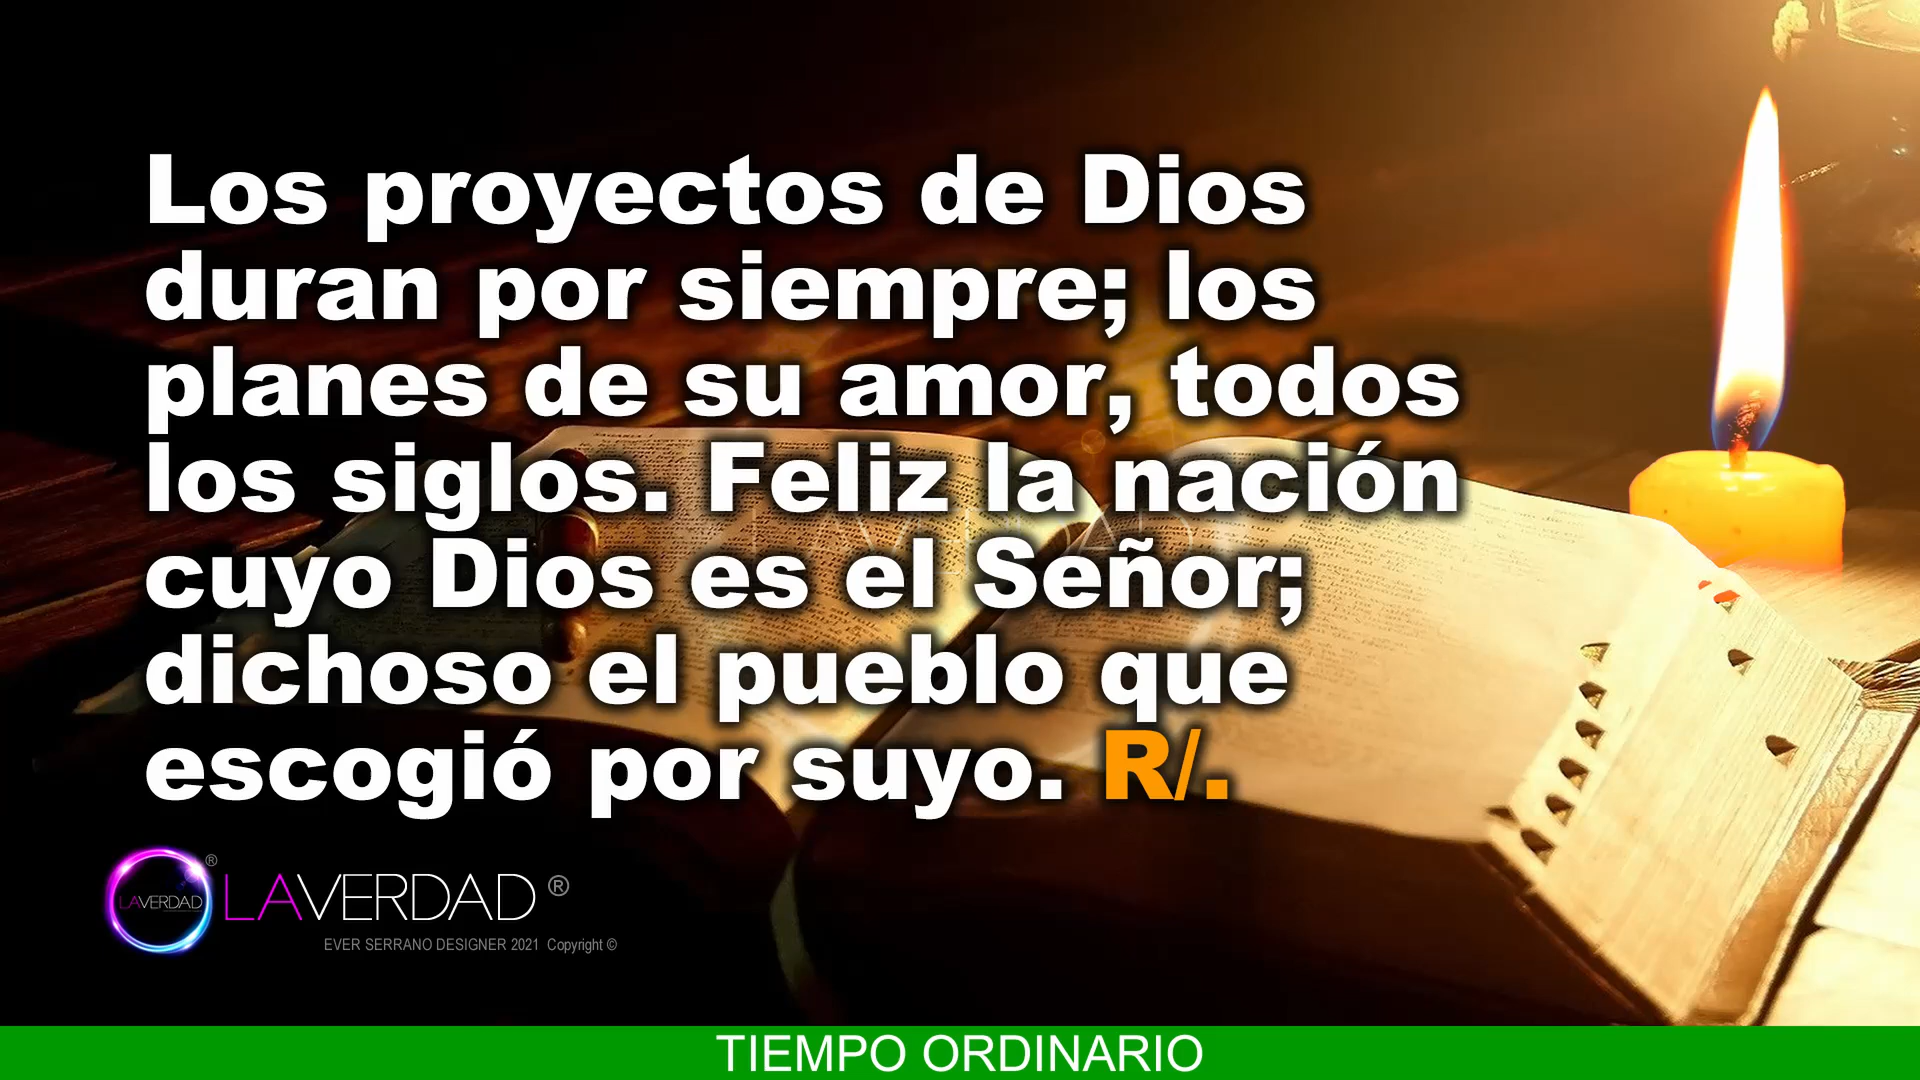 Los proyectos de Dios
duran por siempre; los
planes de su amor, todos
los siglos. Feliz la nación
cuyo Dios es el Señor;
dichoso el pueblo que
escogió por suyo. R/.
LAVERDAD ®
LAVERDAD ®
EVER SERRANO DESIGNER 2021 Copyright ©
TIEMPO ORDINARIO